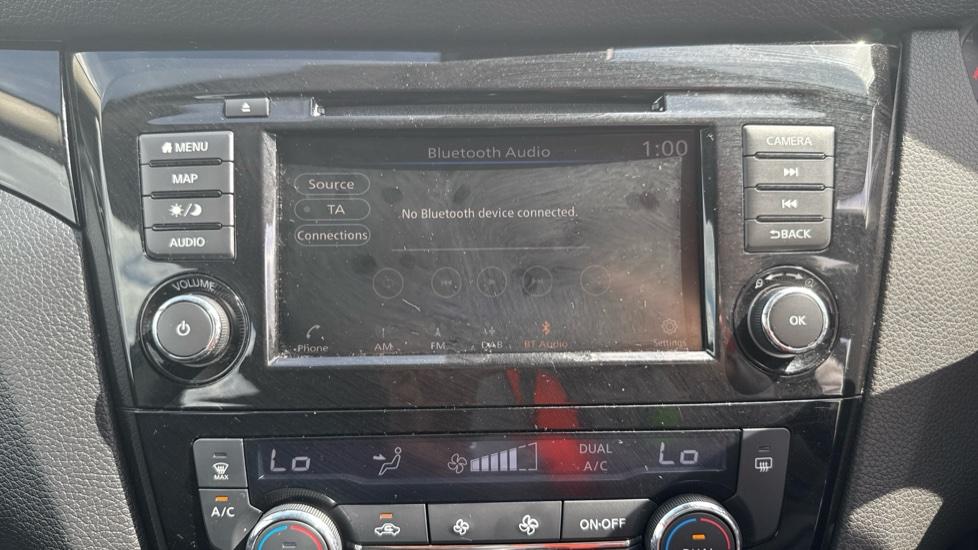 MENU
MAP
AUDIO
VOLUME
Bluetooth Audio
1:00
Source
TA
Connections
No Bluetooth device connected.
Phone
AM
FM
DAB
BT Audio
Settings
CAMERA
BACK
OK
MAX
A/C
Lo
DUAL
A/C
Lo
ON·OFF
DUAL